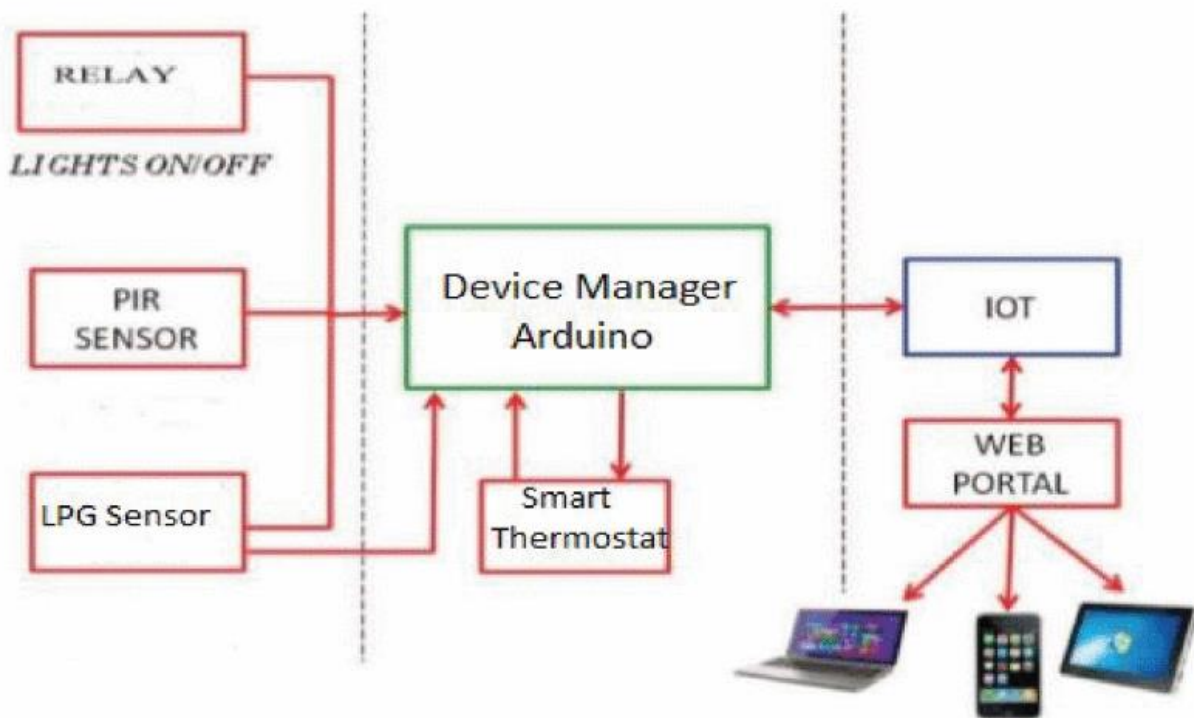 RELAY
LIGHTS ON/OFF
PIR
SENSOR
LPG Sensor
Device Manager
Arduino
Smart
Thermostat
IOT
WEB
PORTAL